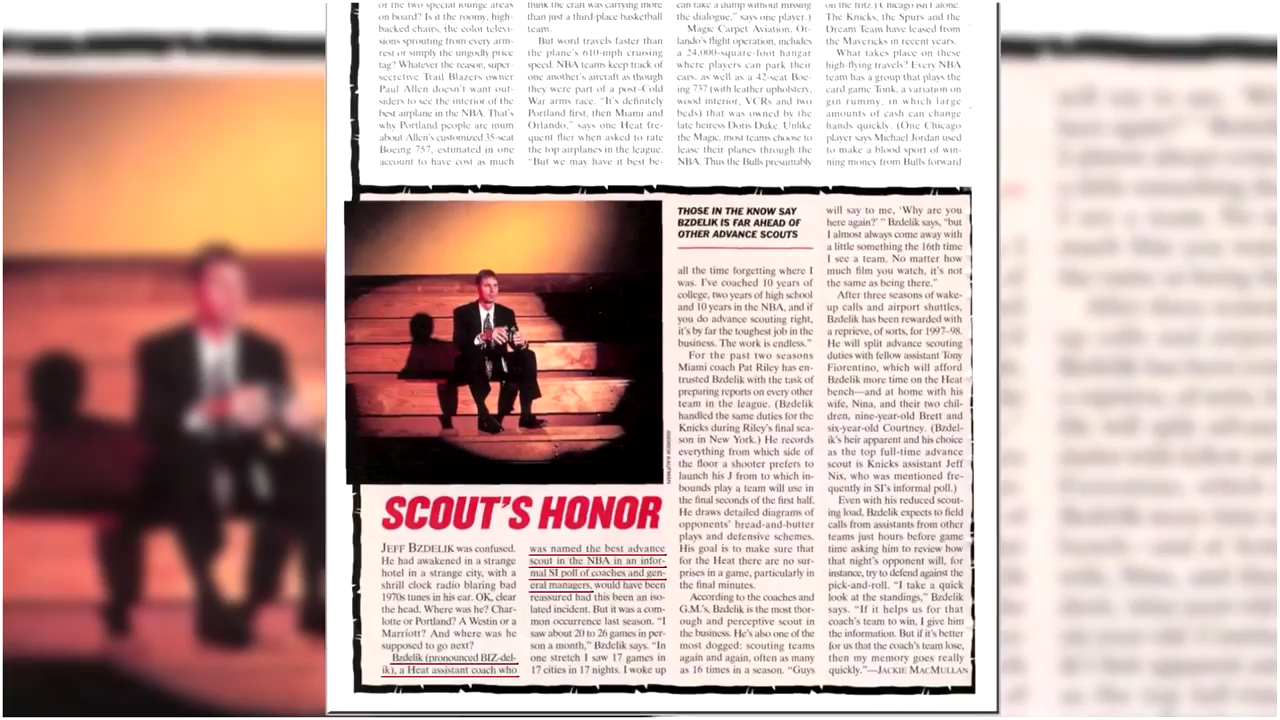 of the two special lounge areas
on board? Is it the roomy, high-
backed chairs, the color televi-
sions sprouting from every arm-
rest or simply the ungodly price
tag? Whatever the reason, super-
secretive Trail Blazers owner
Paul Allen doesn't want out-
siders to see the interior of the
best airplane in the NBA. That's
why Portland people are mum
about Allen's customized 35-seat
Boeing 757, estimated in one
account to have cost as much
think the craft was carrying more
than just a third-place basketball
team.
But word travels faster than
the plane's 610-mph cruising
speed. NBA teams keep track of
one another's aircraft as though
they were part of a post–Cold
War arms race. "It's definitely
Portland first, then Miami and
Orlando," says one Heat fre-
quent flier when asked to rate
the top airplanes in the league.
"But we may have it best be-
can take a dump without missing
the dialogue," says one player.)
Magic Carpet Aviation, Or-
lando's flight operation, includes
a 24,000-square-foot hangar
where players can park their
cars, as well as a 42-seat Boe-
ing 737 (with leather upholstery,
wood interior, VCRs and two
beds) that was owned by the
late heiress Doris Duke. Unlike
the Magic, most teams choose to
lease their planes through the
NBA. Thus the Bulls presumably
on the fritz.) Chicago isn't alone.
The Knicks, the Spurs and the
Dream Team have leased from
the Mavericks in recent years.
What takes place on these
high-flying travels? Every NBA
team has a group that plays the
card game Tonk, a variation on
gin rummy, in which large
amounts of cash can change
hands quickly. (One Chicago
player says Michael Jordan used
to make a blood sport of win-
ning money from Bulls forward
SCOUT'S HONOR
JEFF BZDELIK was confused.
He had awakened in a strange
hotel in a strange city, with a
shrill clock radio blaring bad
1970s tunes in his ear. OK, clear
the head. Where was he? Char-
lotte or Portland? A Westin or a
Marriott? And where was he
supposed to go next?
Bzdelik (pronounced BIZ-del-
ik), a Heat assistant coach who
was named the best advance
scout in the NBA in an infor-
mal SI poll of coaches and gen-
eral managers, would have been
reassured had this been an iso-
lated incident. But it was a com-
mon occurrence last season. "I
saw about 20 to 26 games in per-
son a month," Bzdelik says. "In
one stretch I saw 17 games in
17 cities in 17 nights. I woke up
ANDREW KAUFMAN
THOSE IN THE KNOW SAY
BZDELIK IS FAR AHEAD OF
OTHER ADVANCE SCOUTS
all the time forgetting where I
was. I've coached 10 years of
college, two years of high school
and 10 years in the NBA, and if
you do advance scouting right,
it's by far the toughest job in the
business. The work is endless."
For the past two seasons
Miami coach Pat Riley has en-
trusted Bzdelik with the task of
preparing reports on every other
team in the league. (Bzdelik
handled the same duties for the
Knicks during Riley's final sea-
son in New York.) He records
everything from which side of
the floor a shooter prefers to
launch his J from to which in-
bounds play a team will use in
the final seconds of the first half.
He draws detailed diagrams of
opponents' bread-and-butter
plays and defensive schemes.
His goal is to make sure that
for the Heat there are no sur-
prises in a game, particularly in
the final minutes.
According to the coaches and
G.M.'s, Bzdelik is the most thor-
ough and perceptive scout in
the business. He's also one of the
most dogged: scouting teams
again and again, often as many
as 16 times in a season. "Guys
will say to me, 'Why are you
here again?' " Bzdelik says, "but
I almost always come away with
a little something the 16th time
I see a team. No matter how
much film you watch, it's not
the same as being there."
After three seasons of wake-
up calls and airport shuttles,
Bzdelik has been rewarded with
a reprieve, of sorts, for 1997–98.
He will split advance scouting
duties with fellow assistant Tony
Fiorentino, which will afford
Bzdelik more time on the Heat
bench—and at home with his
wife, Nina, and their two chil-
dren, nine-year-old Brett and
six-year-old Courtney. (Bzdel-
ik's heir apparent and his choice
as the top full-time advance
scout is Knicks assistant Jeff
Nix, who was mentioned fre-
quently in SI's informal poll.)
Even with his reduced scout-
ing load, Bzdelik expects to field
calls from assistants from other
teams just hours before game
time asking him to review how
that night's opponent will, for
instance, try to defend against the
pick-and-roll. "I take a quick
look at the standings," Bzdelik
says. "If it helps us for that
coach's team to win, I give him
the information. But if it's better
for us that the coach's team lose,
then my memory goes really
quickly."—JACKIE MACMULLAN